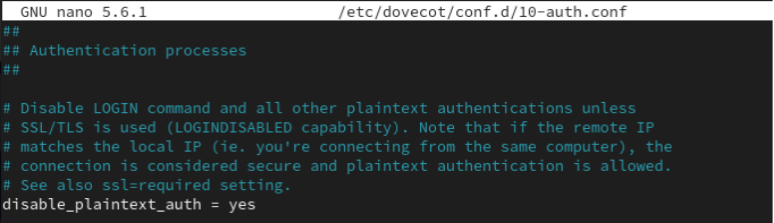 GNU nano 5.6.1 /etc/dovecot/conf.d/10-auth.conf
##
## Authentication processes
##
# Disable LOGIN command and all other plaintext authentications unless
# SSL/TLS is used (LOGINDISABLED capability). Note that if the remote IP
# matches the local IP (ie. you're connecting from the same computer), the
# connection is considered secure and plaintext authentication is allowed.
# See also ssl=required setting.
disable_plaintext_auth = yes